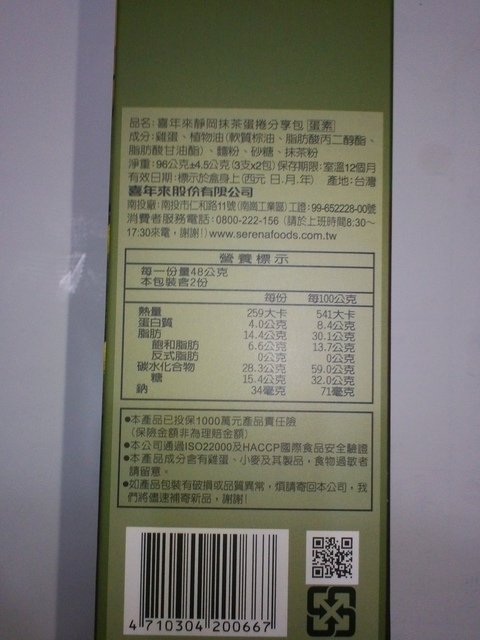 品名:喜年來靜岡抹茶蛋捲分享包 蛋素
成分:雞蛋、植物油(軟質棕油、脂肪酸丙二醇酯、
脂肪酸甘油酯)、麵粉、砂糖、抹茶粉
淨重:96公克±4.5公克(3支x2包) 保存期限:室溫12個月
有效日期:標示於盒身上(西元 日.月.年) 產地:台灣
喜年來股份有限公司
南投廠:南投市仁和路11號(南崗工業區) 工證:99-652228-00號
消費者服務電話:0800-222-156 (請於上班時間8:30~
17:30來電,謝謝!) www.serenafoods.com.tw
營養標示
每一份量48公克
本包裝含2份
每份 每100公克
熱量 259大卡 541大卡
蛋白質 4.0公克 8.4公克
脂肪 14.4公克 30.1公克
飽和脂肪 6.6公克 13.7公克
反式脂肪 0公克 0公克
碳水化合物 28.3公克 59.0公克
糖 15.4公克 32.0公克
鈉 34毫克 71毫克
•本產品已投保1000萬元產品責任險
(保險金額非為理賠金額)
•本公司通過ISO22000及HACCP國際食品安全驗證
•本產品成分含有雞蛋、小麥及其製品,食物過敏者
請留意。
•如產品包裝有破損或品質異常,煩請寄回本公司,我
們將儘速補寄新品,謝謝!
4 710304 200667